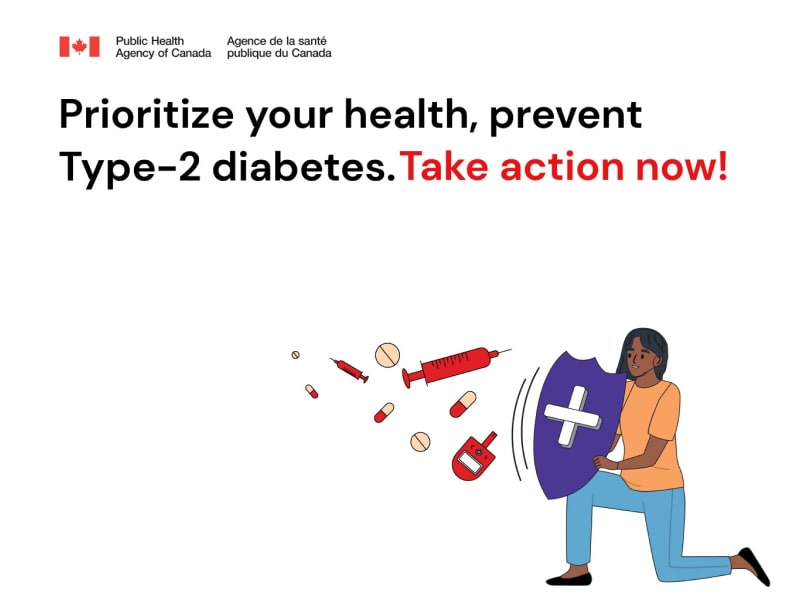 Public Health
Agency of Canada
Agence de la santé
publique du Canada
Prioritize your health, prevent
Type-2 diabetes. Take action now!